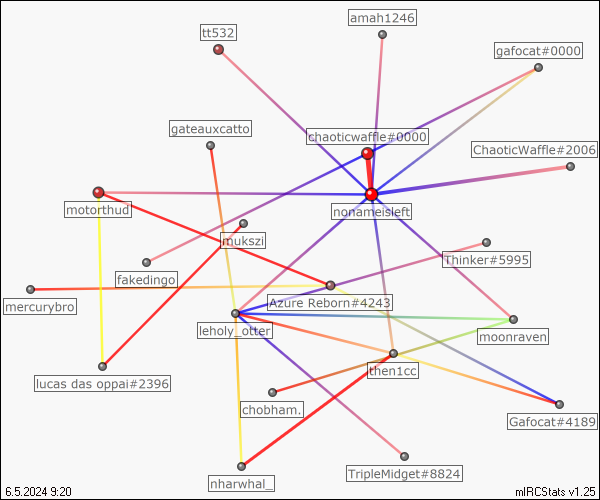 amah1246
tt532
gafocat#0000
gateauxcatto
chaoticwaffle#0000
ChaoticWaffle#2006
motorthud
nonameisleft
mukszi
Thinker#5995
fakedingo
mercurybro
Azure Reborn#4243
leholy_otter
moonraven
then1cc
lucas das oppai#2396
chobham.
Gafocat#4189
nharwhal_
TripleMidget#8824
6.5.2024 9:20
mIRCStats v1.25